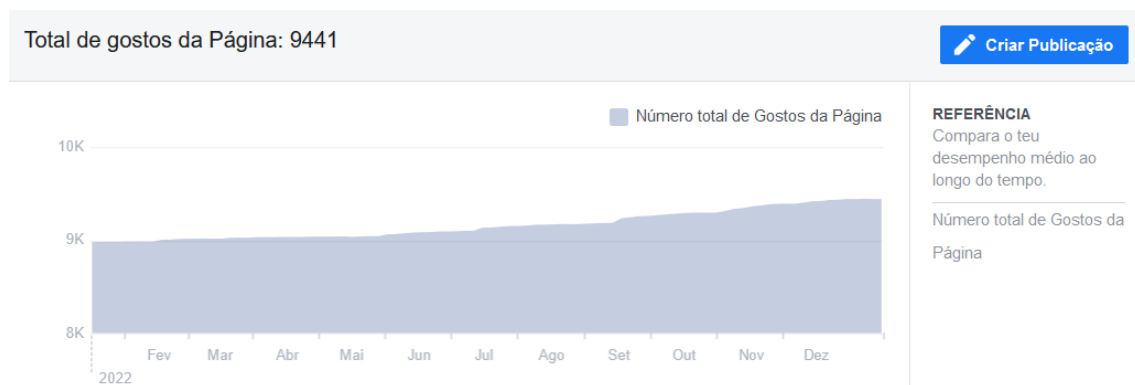 Total de gostos da Página: 9441
Criar Publicação
Número total de Gostos da Página
10K
9K
8K
Fev Mar Abr Mai Jun Jul Ago Set Out Nov Dez
2022
REFERÊNCIA
Compara o teu
desempenho médio ao
longo do tempo.
Número total de Gostos da
Página